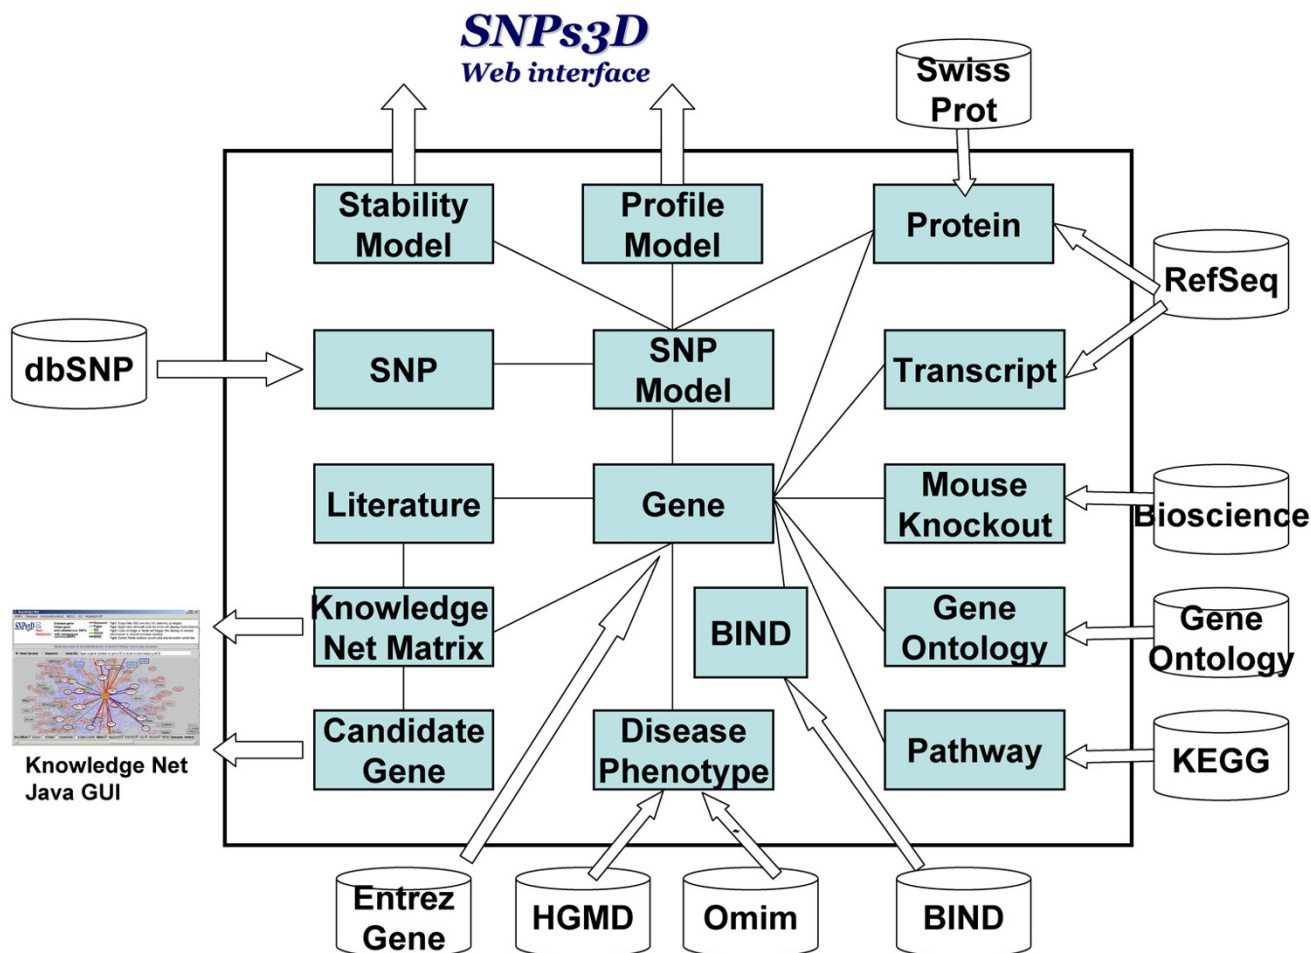 SNPs3D
Web interface
Swiss
Prot
Stability
Model
Profile
Model
Protein
RefSeq
dbSNP
SNP
SNP
Model
Transcript
Literature
Gene
Mouse
Knockout
Bioscience
Knowledge
Net Matrix
BIND
Gene
Ontology
Gene
Ontology
Candidate
Gene
Disease
Phenotype
Pathway
KEGG
Knowledge Net
Java GUI
Entrez
Gene
HGMD
Omim
BIND